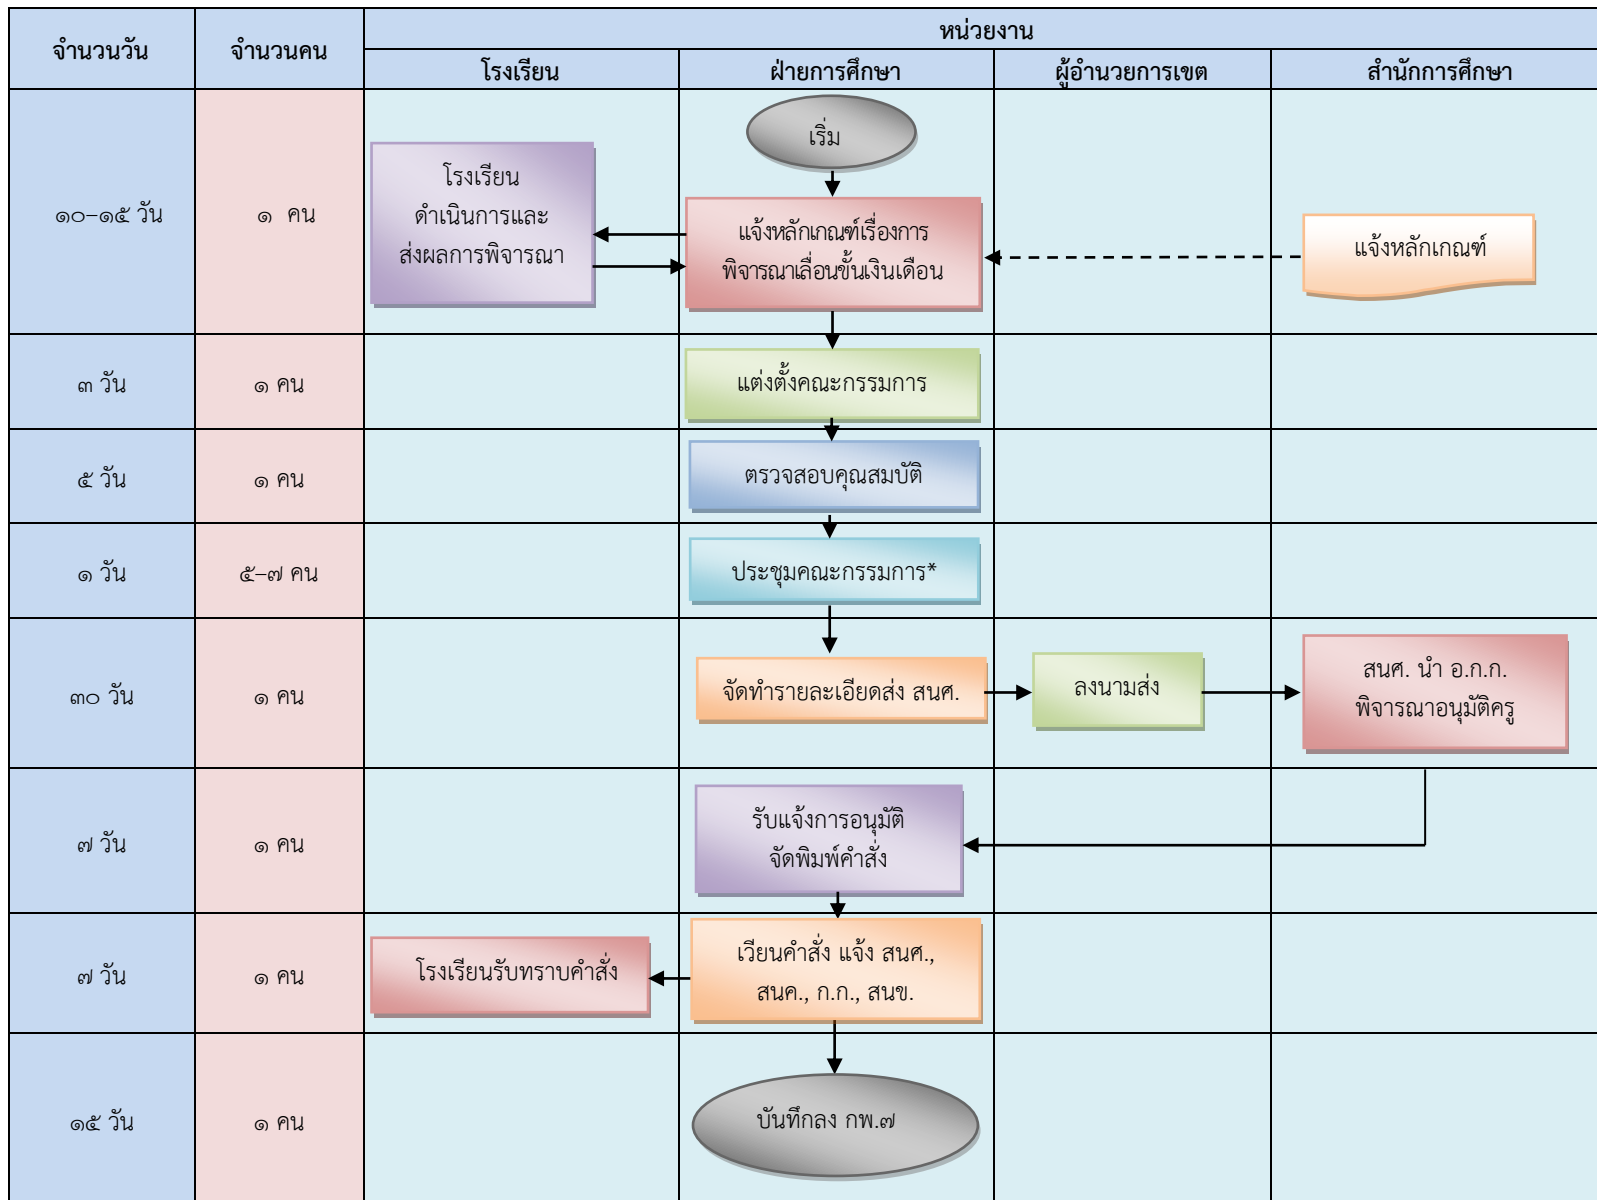 จำนวนวัน
จำนวนคน
หน่วยงาน
โรงเรียน
ฝ่ายการศึกษา
ผู้อำนวยการเขต
สำนักการศึกษา
๑๐–๑๕ วัน
๑ คน
โรงเรียน
ดำเนินการและ
ส่งผลการพิจารณา
เริ่ม
แจ้งหลักเกณฑ์เรื่องการ
พิจารณาเลื่อนขั้นเงินเดือน
แจ้งหลักเกณฑ์
๓ วัน
๑ คน
แต่งตั้งคณะกรรมการ
๕ วัน
๑ คน
ตรวจสอบคุณสมบัติ
๑ วัน
๕–๗ คน
ประชุมคณะกรรมการ*
๓๐ วัน
๑ คน
จัดทำรายละเอียดส่ง สนศ.
ลงนามส่ง
สนศ. นำ อ.ก.ก.
พิจารณาอนุมัติครู
๗ วัน
๑ คน
รับแจ้งการอนุมัติ
จัดพิมพ์คำสั่ง
๗ วัน
๑ คน
โรงเรียนรับทราบคำสั่ง
เวียนคำสั่ง แจ้ง สนศ.,
สนค., ก.ก., สนข.
๑๕ วัน
๑ คน
บันทึกลง กพ.๗